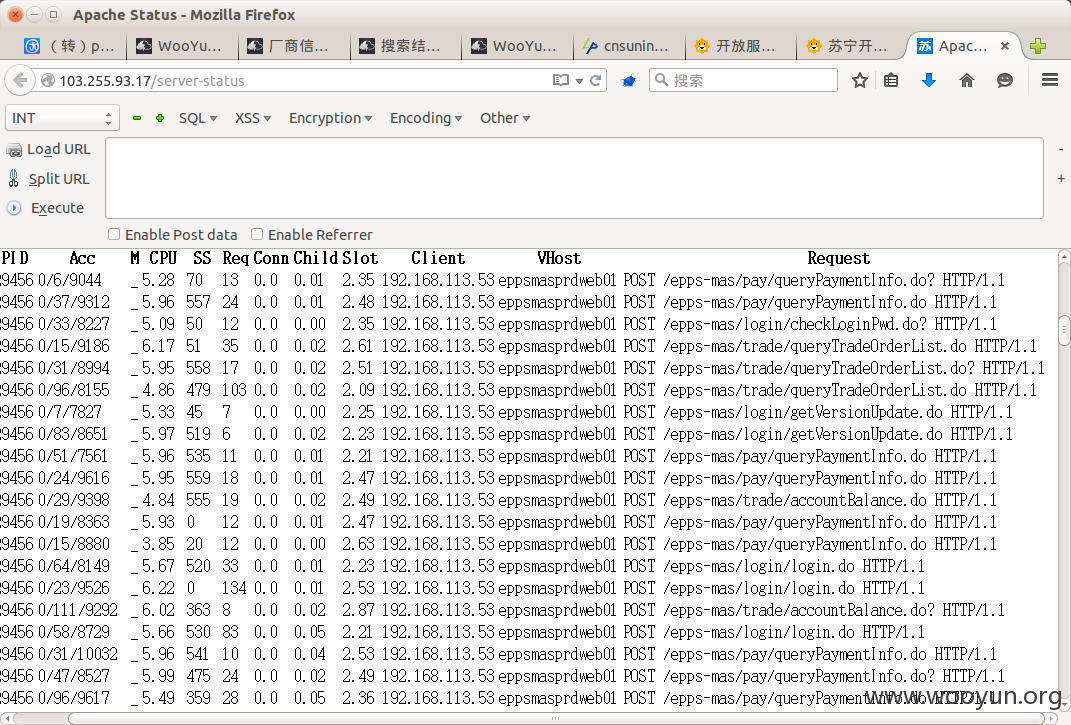 Apache Status - Mozilla Firefox
（转）p... WooYu... 厂商信... 搜索结... WooYu... cnsunin... 开放服... 苏宁开... Apac...
103.255.93.17/server-status 搜索
INT SQL XSS Encryption Encoding Other
Load URL
Split URL
Execute
Enable Post data Enable Referrer
PID Acc M CPU SS Req Conn Child Slot Client VHost Request
9456 0/6/9044 _ 5.28 70 13 0.0 0.01 2.35 192.168.113.53 eppsmasprdweb01 POST /epps-mas/pay/queryPaymentInfo.do? HTTP/1.1
9456 0/37/9312 _ 5.96 557 24 0.0 0.01 2.48 192.168.113.53 eppsmasprdweb01 POST /epps-mas/pay/queryPaymentInfo.do HTTP/1.1
9456 0/33/8227 _ 5.09 50 12 0.0 0.00 2.35 192.168.113.53 eppsmasprdweb01 POST /epps-mas/login/checkLoginPwd.do? HTTP/1.1
9456 0/15/9186 _ 6.17 51 35 0.0 0.02 2.61 192.168.113.53 eppsmasprdweb01 POST /epps-mas/trade/queryTradeOrderList.do HTTP/1.1
9456 0/31/8994 _ 5.95 558 17 0.0 0.02 2.51 192.168.113.53 eppsmasprdweb01 POST /epps-mas/trade/queryTradeOrderList.do? HTTP/1.1
9456 0/96/8155 _ 4.86 479 103 0.0 0.02 2.09 192.168.113.53 eppsmasprdweb01 POST /epps-mas/trade/queryTradeOrderList.do HTTP/1.1
9456 0/7/7827 _ 5.33 45 7 0.0 0.00 2.25 192.168.113.53 eppsmasprdweb01 POST /epps-mas/login/getVersionUpdate.do HTTP/1.1
9456 0/83/8651 _ 5.97 519 6 0.0 0.02 2.23 192.168.113.53 eppsmasprdweb01 POST /epps-mas/login/getVersionUpdate.do HTTP/1.1
9456 0/51/7561 _ 5.96 535 11 0.0 0.01 2.21 192.168.113.53 eppsmasprdweb01 POST /epps-mas/pay/queryPaymentInfo.do HTTP/1.1
9456 0/24/9616 _ 5.95 559 18 0.0 0.01 2.47 192.168.113.53 eppsmasprdweb01 POST /epps-mas/pay/queryPaymentInfo.do HTTP/1.1
9456 0/29/9398 _ 4.84 555 19 0.0 0.02 2.49 192.168.113.53 eppsmasprdweb01 POST /epps-mas/trade/accountBalance.do HTTP/1.1
9456 0/19/8363 _ 5.93 0 12 0.0 0.01 2.47 192.168.113.53 eppsmasprdweb01 POST /epps-mas/pay/queryPaymentInfo.do HTTP/1.1
9456 0/15/8880 _ 3.85 20 12 0.0 0.00 2.63 192.168.113.53 eppsmasprdweb01 POST /epps-mas/pay/queryPaymentInfo.do HTTP/1.1
9456 0/64/8149 _ 5.67 520 33 0.0 0.01 2.23 192.168.113.53 eppsmasprdweb01 POST /epps-mas/login/login.do HTTP/1.1
9456 0/23/9526 _ 6.22 0 134 0.0 0.01 2.53 192.168.113.53 eppsmasprdweb01 POST /epps-mas/login/login.do HTTP/1.1
9456 0/111/9292 _ 6.02 363 8 0.0 0.02 2.87 192.168.113.53 eppsmasprdweb01 POST /epps-mas/trade/accountBalance.do? HTTP/1.1
9456 0/58/8729 _ 5.66 530 83 0.0 0.05 2.21 192.168.113.53 eppsmasprdweb01 POST /epps-mas/login/login.do HTTP/1.1
9456 0/31/10032 _ 5.96 541 10 0.0 0.04 2.53 192.168.113.53 eppsmasprdweb01 POST /epps-mas/pay/queryPaymentInfo.do HTTP/1.1
9456 0/47/8527 _ 5.99 475 24 0.0 0.02 2.49 192.168.113.53 eppsmasprdweb01 POST /epps-mas/pay/queryPaymentInfo.do HTTP/1.1
9456 0/96/9617 _ 5.49 359 28 0.0 0.05 2.36 192.168.113.53 eppsmasprdweb01 POST /epps-mas/pay/queryPaymentInfo.do HTTP/1.1
www.wooyun.org